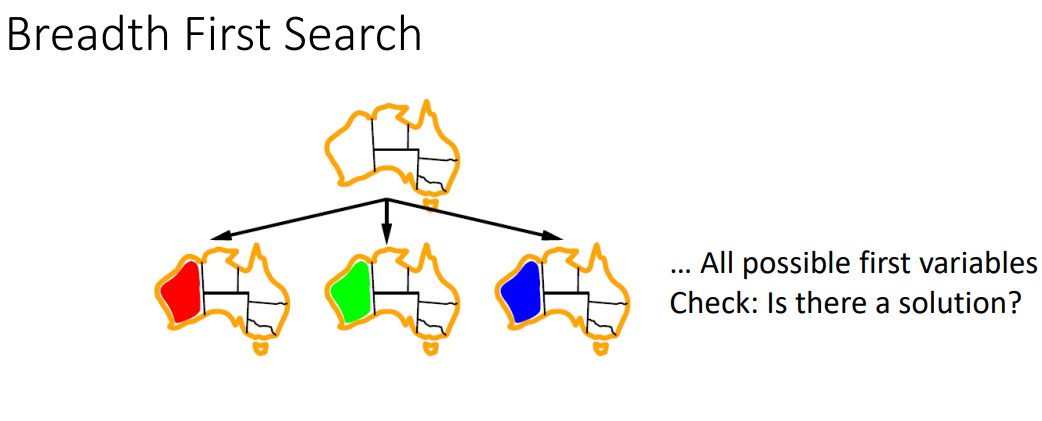 Breadth First Search
... All possible first variables
Check: Is there a solution?